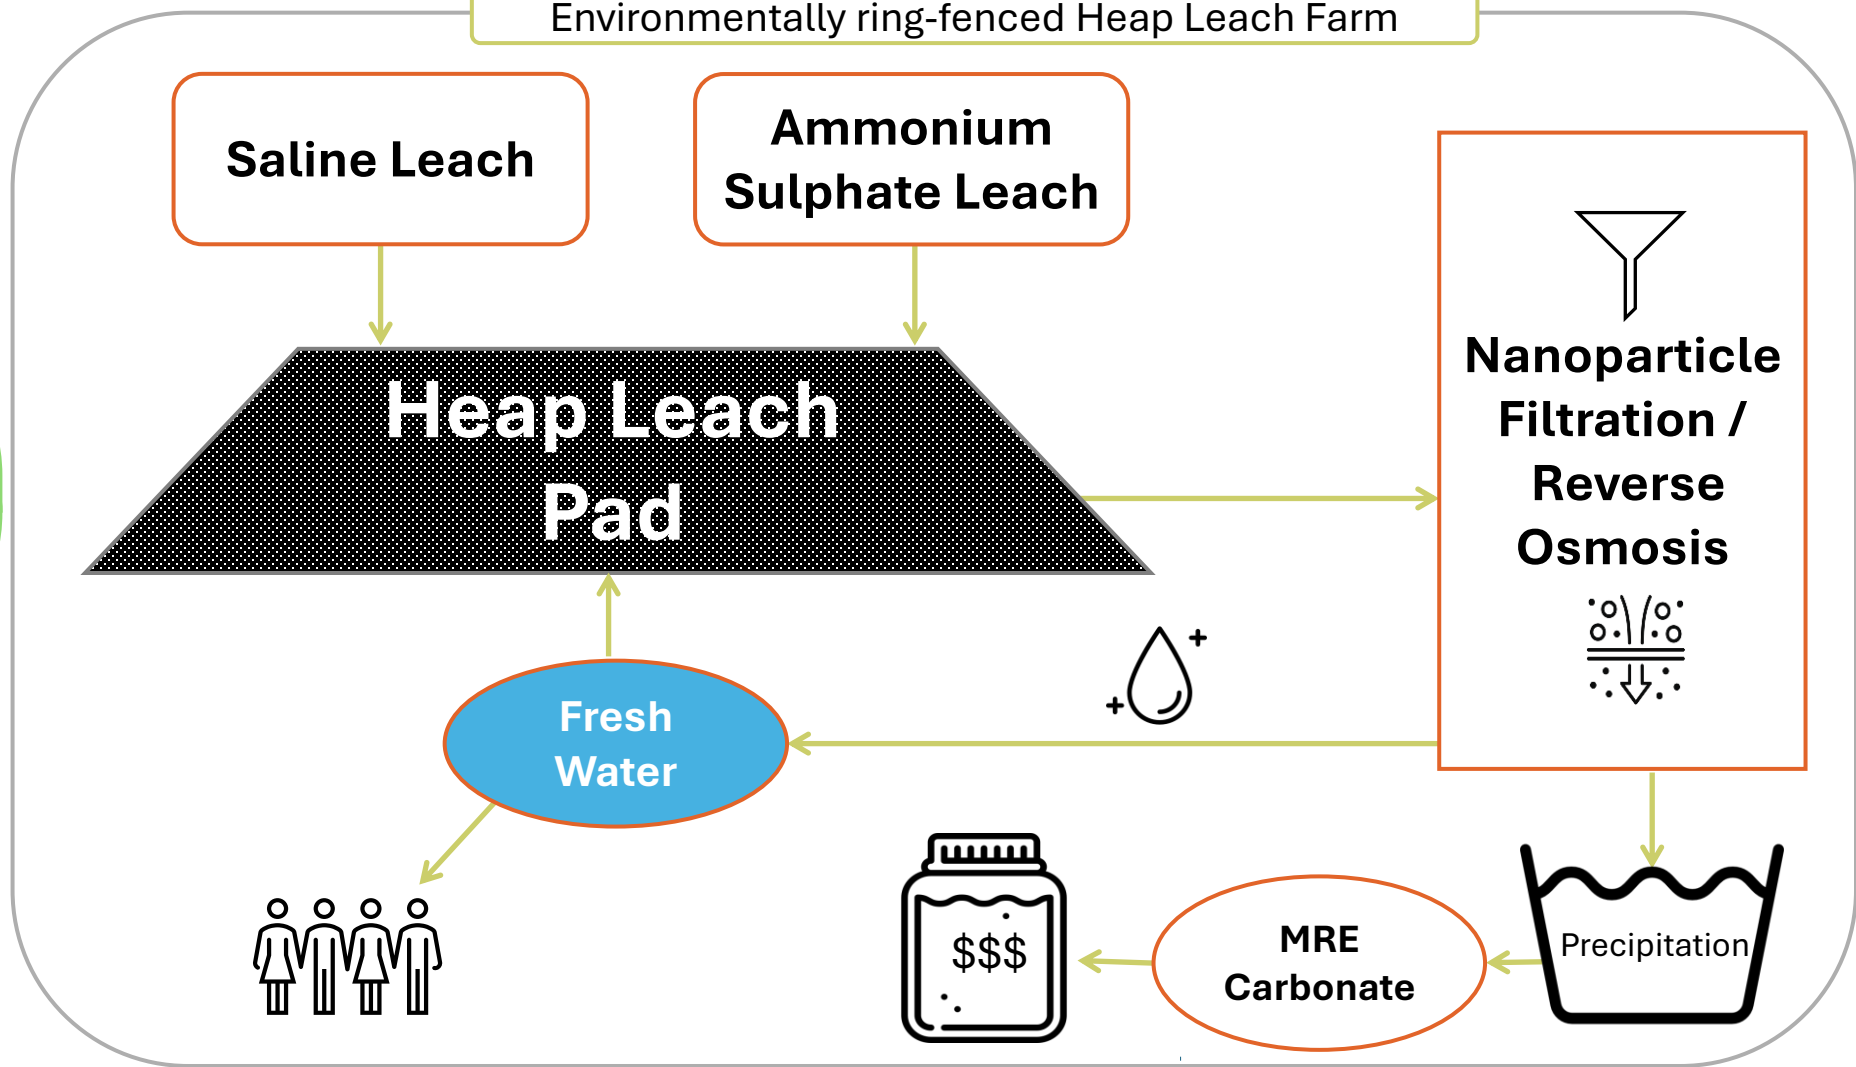 Environmentally ring-fenced Heap Leach Farm
Saline Leach
Ammonium
Sulphate Leach
Heap Leach
Pad
Nanoparticle
Filtration /
Reverse
Osmosis
Fresh
Water
$$$
MRE
Carbonate
Precipitation